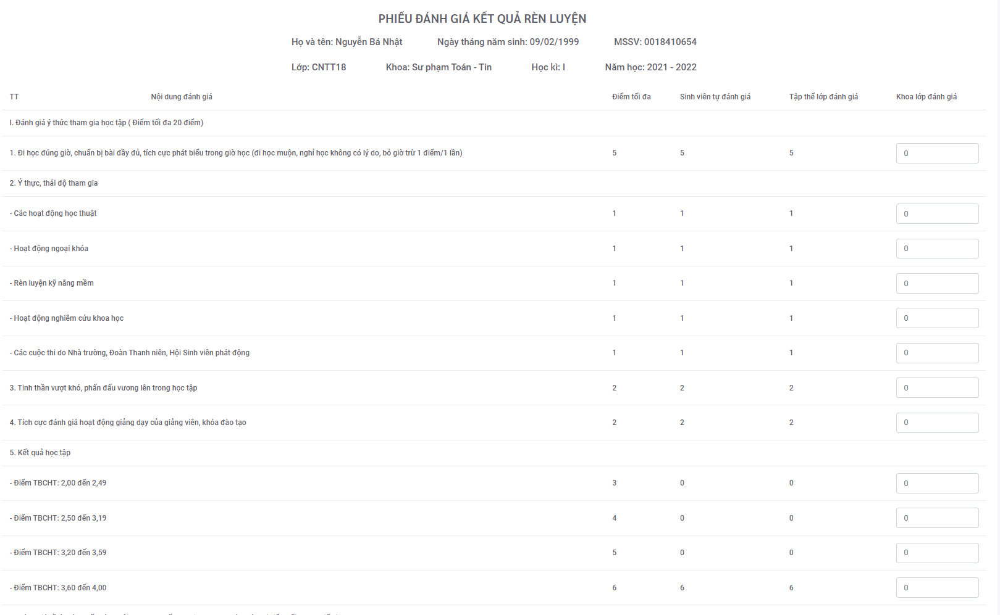 PHIẾU ĐÁNH GIÁ KẾT QUẢ RÈN LUYỆN
Họ và tên: Nguyễn Bá Nhật Ngày tháng năm sinh: 09/02/1999 MSSV: 0018410654
Lớp: CNTT18 Khoa: Sư phạm Toán - Tin Học kì: I Năm học: 2021 - 2022
TT Nội dung đánh giá Điểm tối đa Sinh viên tự đánh giá Tập thể lớp đánh giá Khoa lớp đánh giá
I. Đánh giá ý thức tham gia học tập ( Điểm tối đa 20 điểm)
1. Đi học đúng giờ, chuẩn bị bài đầy đủ, tích cực phát biểu trong giờ học (đi học muộn, nghỉ học không có lý do, bỏ giờ trừ 1 điểm/1 lần) 5 5 5 0
2. Ý thực, thái độ tham gia
- Các hoạt động học thuật 1 1 1 0
- Hoạt động ngoại khóa 1 1 1 0
- Rèn luyện kỹ năng mềm 1 1 1 0
- Hoạt động nghiêm cứu khoa học 1 1 1 0
- Các cuộc thi do Nhà trường, Đoàn Thanh niên, Hội Sinh viên phát động 1 1 1 0
3. Tinh thần vượt khó, phấn đấu vương lên trong học tập 2 2 2 0
4. Tích cực đánh giá hoạt động giảng dạy của giảng viên, khóa đào tạo 2 2 2 0
5. Kết quả học tập
- Điểm TBCHT: 2,00 đến 2,49 3 0 0 0
- Điểm TBCHT: 2,50 đến 3,19 4 0 0 0
- Điểm TBCHT: 3,20 đến 3,59 5 0 0 0
- Điểm TBCHT: 3,60 đến 4,00 6 6 6 0